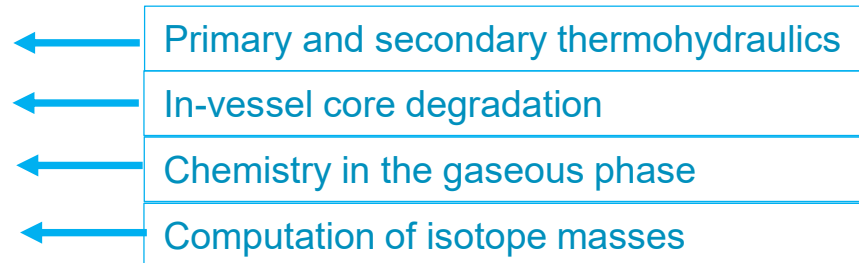 Primary and secondary thermohydraulics
In-vessel core degradation
Chemistry in the gaseous phase
Computation of isotope masses